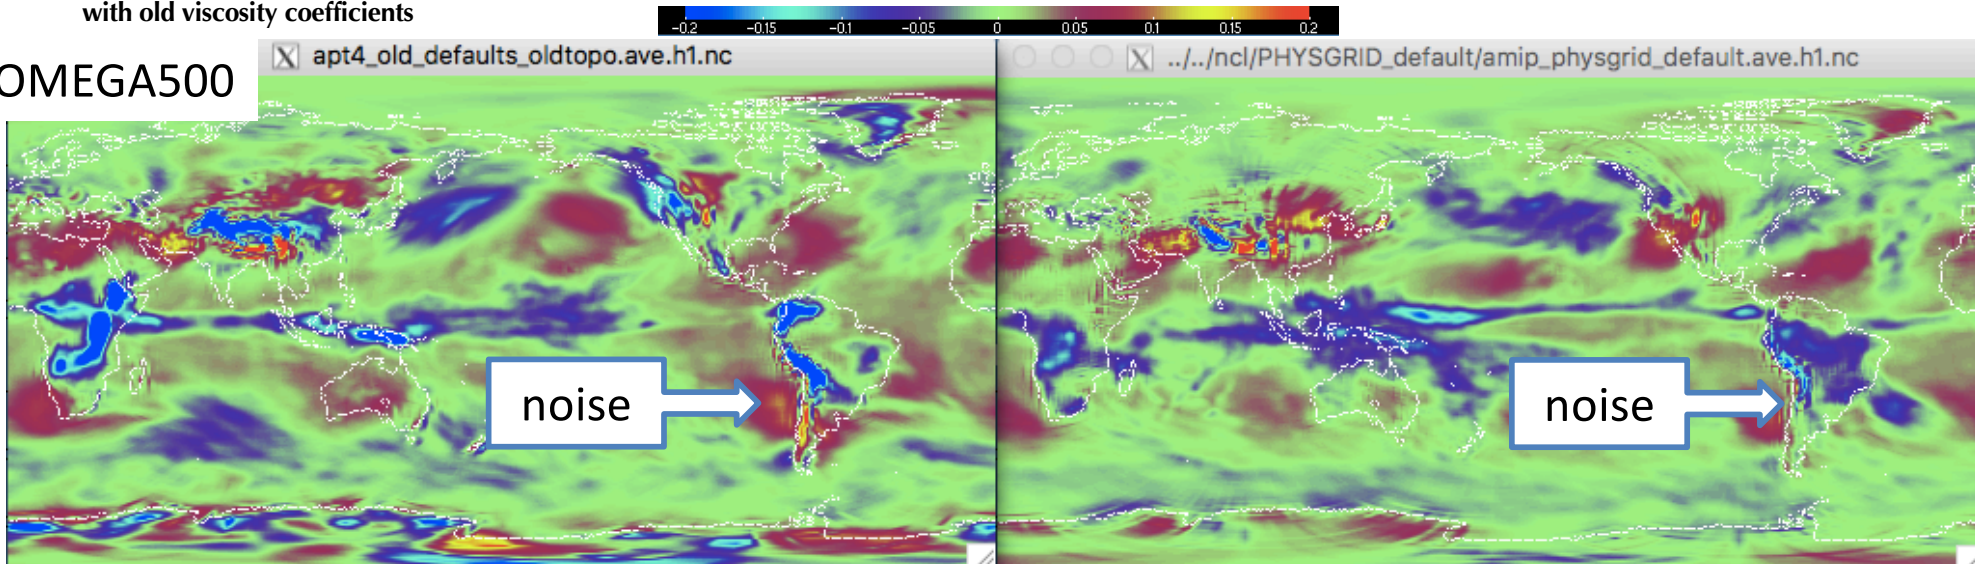 with old viscosity coefficients
-0.2 -0.15 -0.1 -0.05 0 0.05 0.1 0.15 0.2
OMEGA500
apt4_old_defaults_oldtopo.ave.h1.nc
../../ncl/PHYSGRID_default/amip_physgrid_default.ave.h1.nc
noise
noise